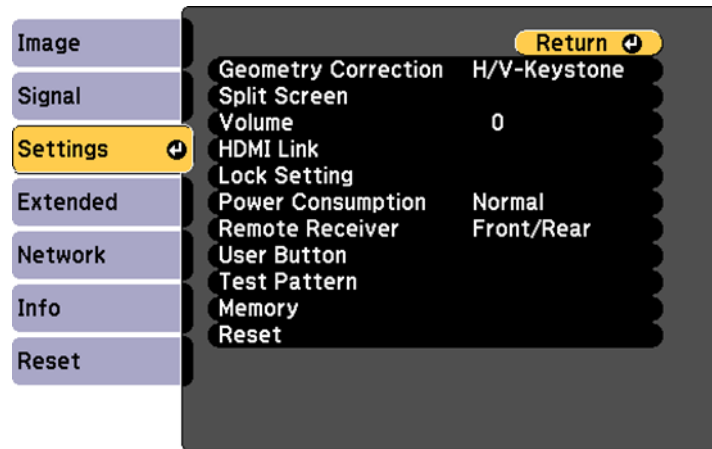 Image
Signal
Settings
Extended
Network
Info
Reset
Return
Geometry Correction H/V-Keystone
Split Screen
Volume 0
HDMI Link
Lock Setting
Power Consumption Normal
Remote Receiver Front/Rear
User Button
Test Pattern
Memory
Reset